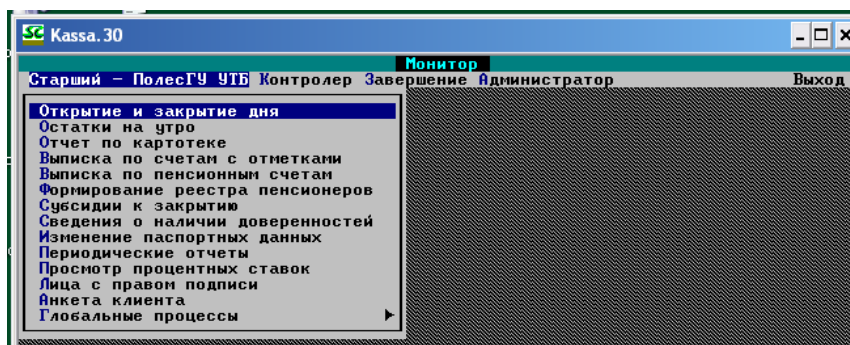 SC Kassa.30
Монитор
Старший – ПолесГУ УТБ Контролер Завершение Администратор Выход
Открытие и закрытие дня
Остатки на утро
Отчет по картотеке
Выписка по счетам с отметками
Выписка по пенсионным счетам
Формирование реестра пенсионеров
Субсидии к закрытию
Сведения о наличии доверенностей
Изменение паспортных данных
Периодические отчеты
Просмотр процентных ставок
Лица с правом подписи
Анкета клиента
Глобальные процессы